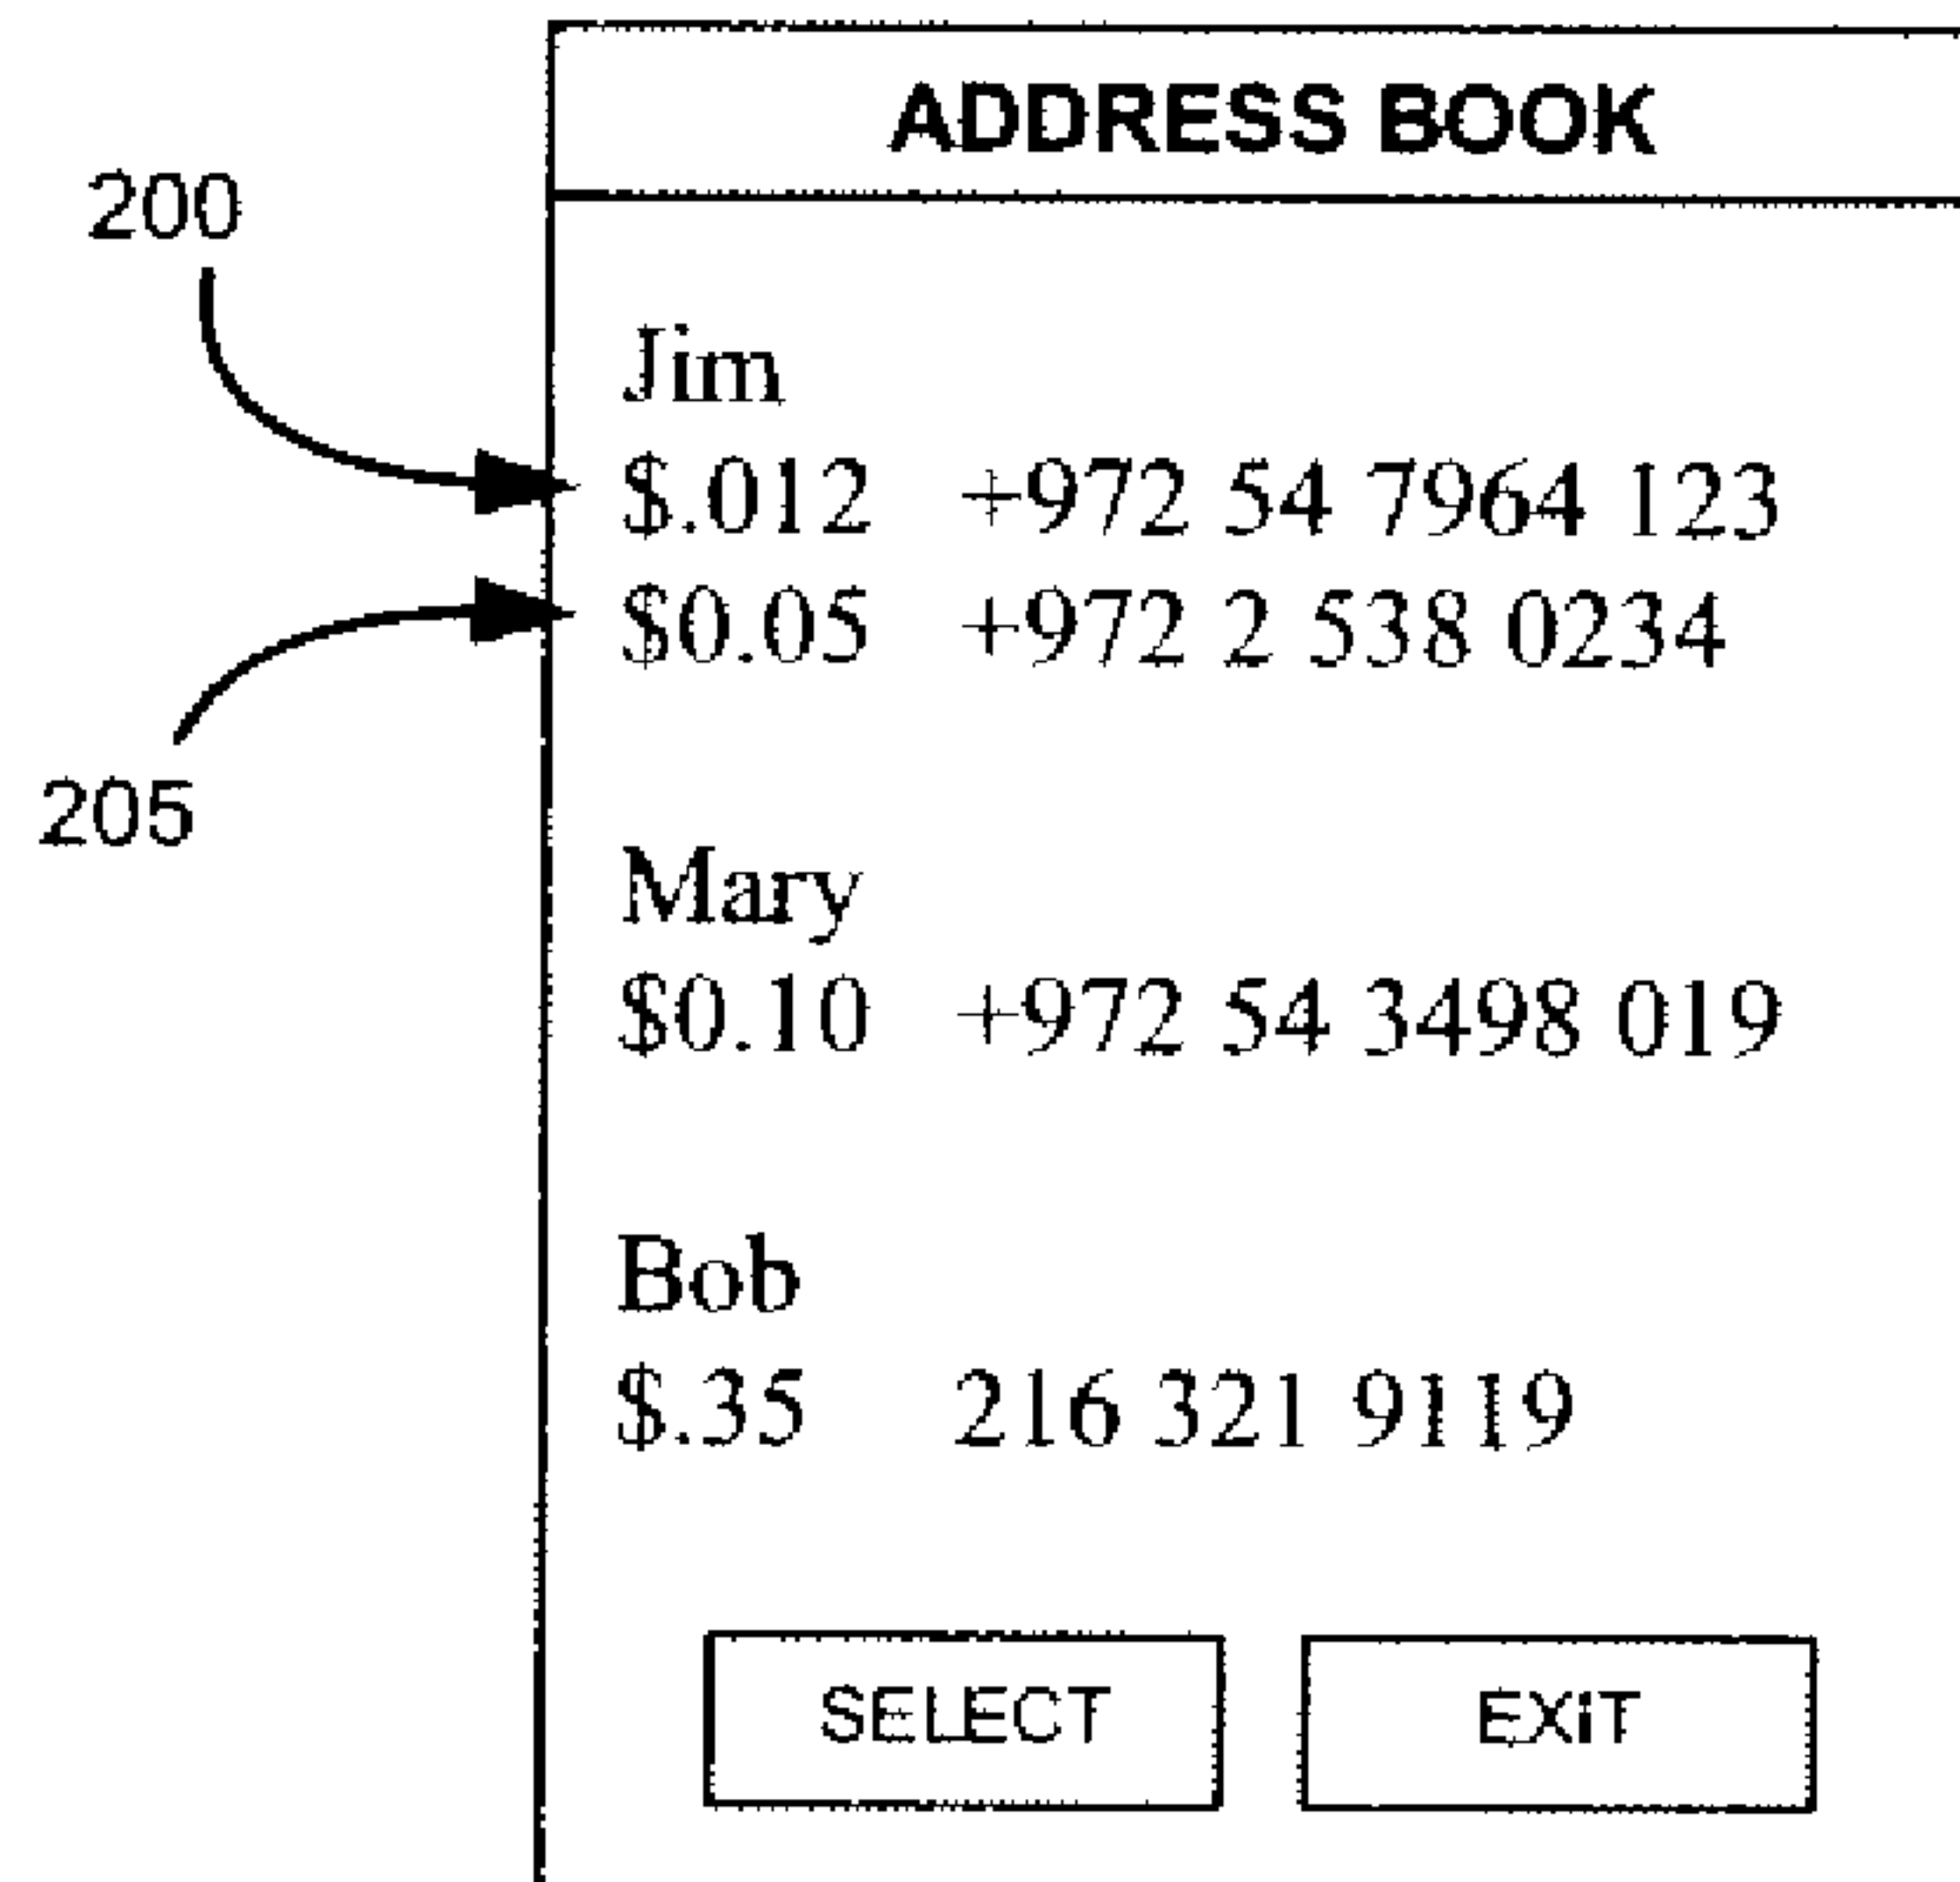 ADDRESS BOOK
200
Jim
$.012 +972 54 7964 123
$0.05 +972 2 538 0234
205
Mary
$0.10 +972 54 3498 019
Bob
$.35 216 321 9119
SELECT EXiT